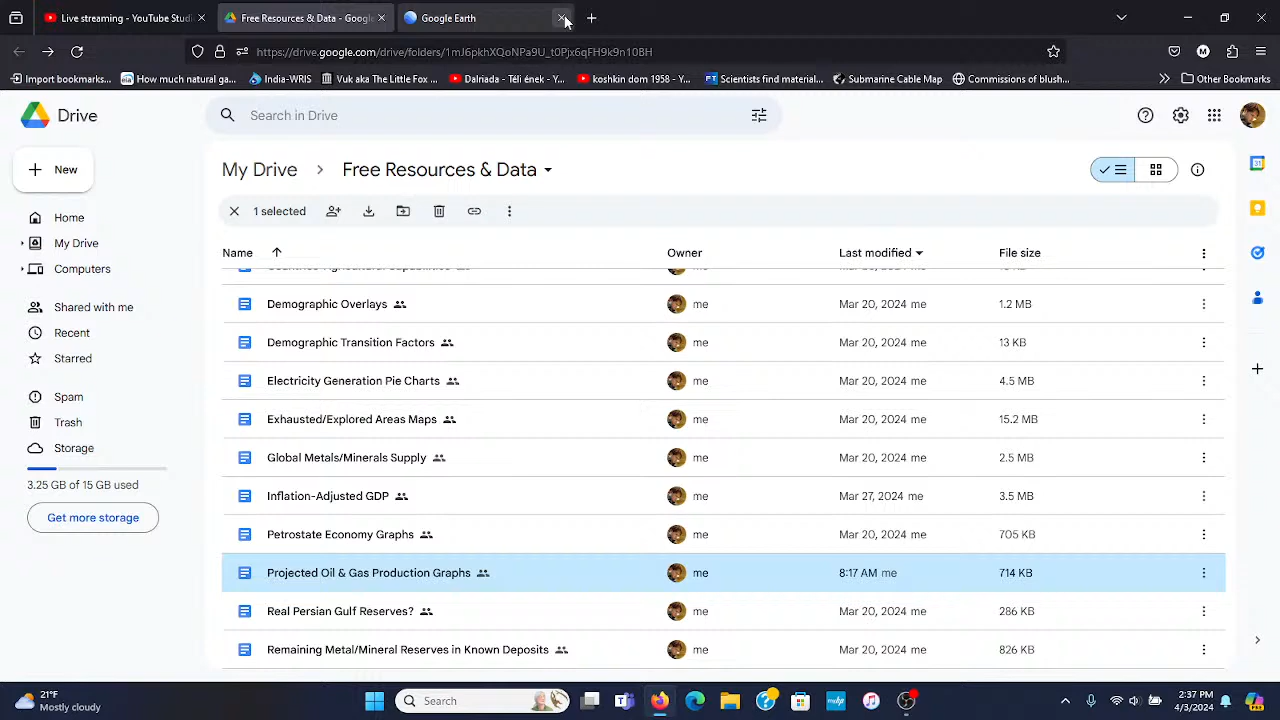 Live streaming - YouTube Studi
Free Resources & Data - Google
Google Earth
https://drive.google.com/drive/folders/1mJ6pkhXQoNPa9U_t0Pjx6qFH9k9n10BH
Import bookmarks...
How much natural ga...
India-WRIS
Vuk aka The Little Fox ...
Dalriada - Téli ének - Y...
koshkin dom 1958 - Y...
Scientists find material...
Submarine Cable Map
Commissions of blush...
Other Bookmarks
Drive
Search in Drive
New
My Drive
Free Resources & Data
1 selected
Home
My Drive
Computers
Shared with me
Recent
Starred
Spam
Trash
Storage
3.25 GB of 15 GB used
Get more storage
Name Owner Last modified File size
Demographic Overlays me Mar 20, 2024 me 1.2 MB
Demographic Transition Factors me Mar 20, 2024 me 13 KB
Electricity Generation Pie Charts me Mar 20, 2024 me 4.5 MB
Exhausted/Explored Areas Maps me Mar 20, 2024 me 15.2 MB
Global Metals/Minerals Supply me Mar 20, 2024 me 2.5 MB
Inflation-Adjusted GDP me Mar 27, 2024 me 3.5 MB
Petrostate Economy Graphs me Mar 20, 2024 me 705 KB
Projected Oil & Gas Production Graphs me 8:17 AM me 714 KB
Real Persian Gulf Reserves? me Mar 20, 2024 me 286 KB
Remaining Metal/Mineral Reserves in Known Deposits me Mar 20, 2024 me 826 KB
21°F
Mostly cloudy
Search
2:37 PM
4/5/2024